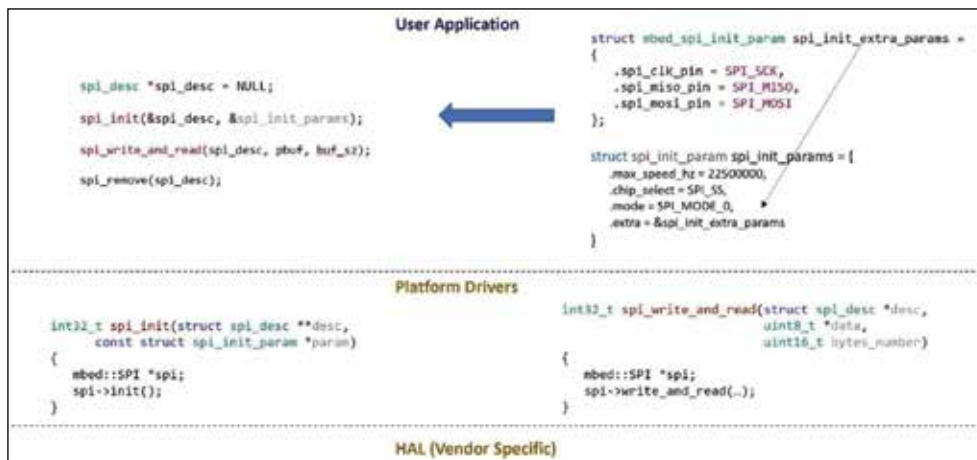 User Application
spi_desc *spi_desc = NULL;
spi_init(&spi_desc, &spi_init_params);
spi_write_and_read(spi_desc, pbuf, buf_sz);
spi_remove(spi_desc);
struct mbed_spi_init_param spi_init_extra_params =
{
.spi_clk_pin = SPI_SCK,
.spi_miso_pin = SPI_MISO,
.spi_mosi_pin = SPI_MOSI
};
struct spi_init_param spi_init_params = {
.max_speed_hz = 22500000,
.chip_select = SPI_SS,
.mode = SPI_MODE_0,
.extra = &spi_init_extra_params
}
Platform Drivers
int32_t spi_init(struct spi_desc **desc,
const struct spi_init_param *param)
{
mbed::SPI *spi;
spi->init();
}
int32_t spi_write_and_read(struct spi_desc *desc,
uint8_t *data,
uint16_t bytes_number)
{
mbed::SPI *spi;
spi->write_and_read(…);
}
HAL (Vendor Specific)